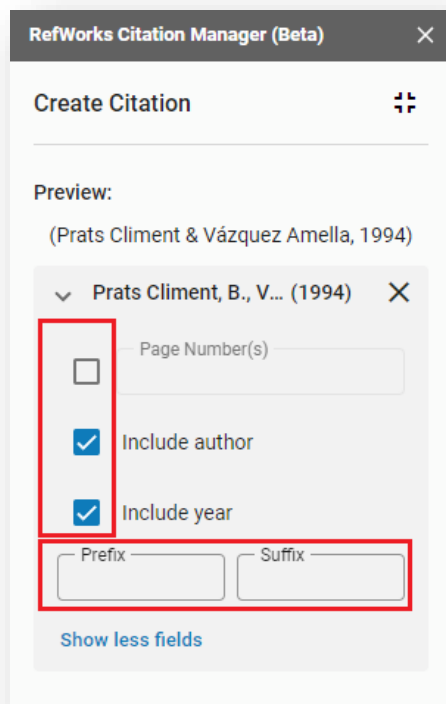 RefWorks Citation Manager (Beta)
Create Citation
Preview:
(Prats Climent & Vázquez Amella, 1994)
Prats Climent, B., V... (1994)
Page Number(s)
Include author
Include year
Prefix Suffix
Show less fields